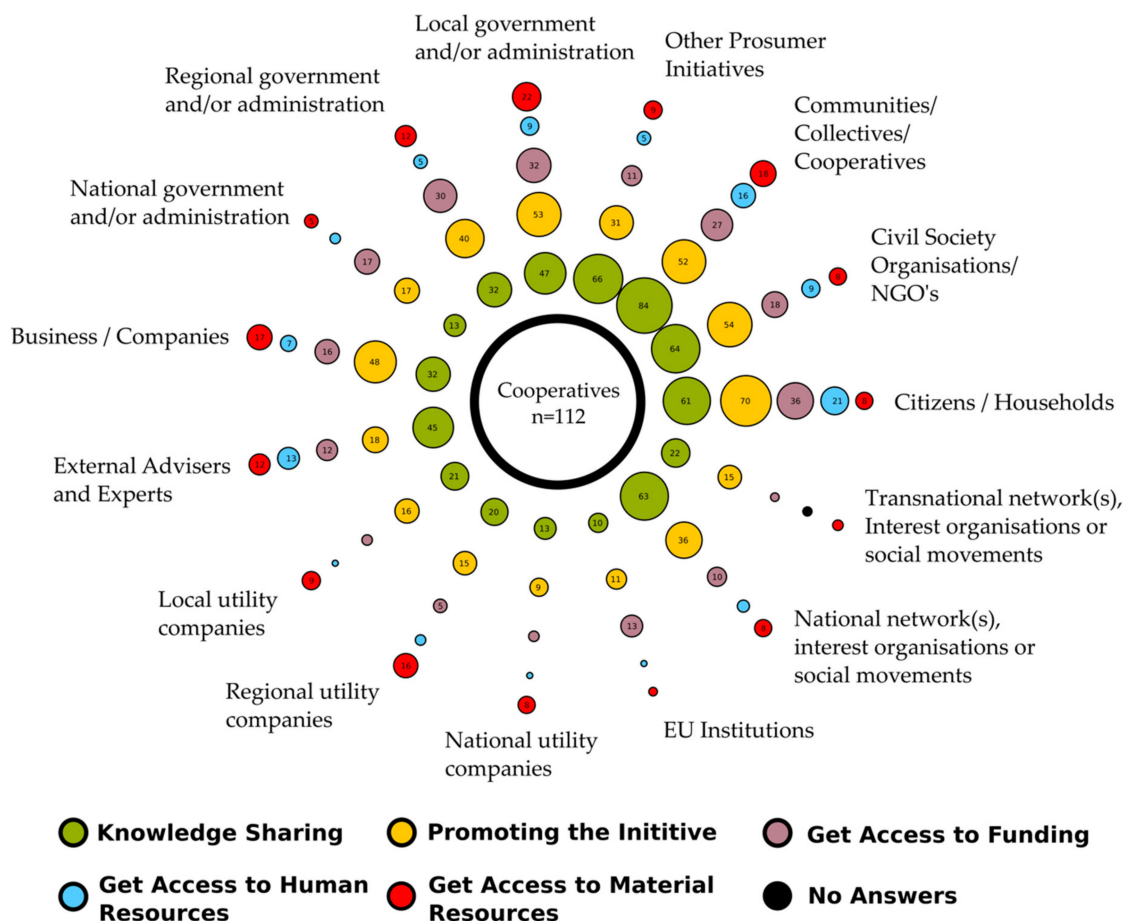 Local government
and/or administration
22
9
32
53
47
Other Prosumer
Initiatives
9
5
11
31
66
Regional government
and/or administration
12
5
30
40
32
Communities/
Collectives/
Cooperatives
18
16
27
52
84
National government
and/or administration
5
17
17
13
Civil Society
Organisations/
NGO's
8
9
18
54
64
Business / Companies
17
7
16
48
32
Cooperatives
n=112
61
70
36
21
8
Citizens / Households
External Advisers
and Experts
12
13
12
18
45
22
15
Transnational network(s),
Interest organisations or
social movements
21
16
9
Local utility
companies
63
36
10
8
National network(s),
interest organisations or
social movements
20
15
5
16
Regional utility
companies
13
9
8
National utility
companies
10
11
13
EU Institutions
Knowledge Sharing
Promoting the Inititive
Get Access to Funding
Get Access to Human
Resources
Get Access to Material
Resources
No Answers